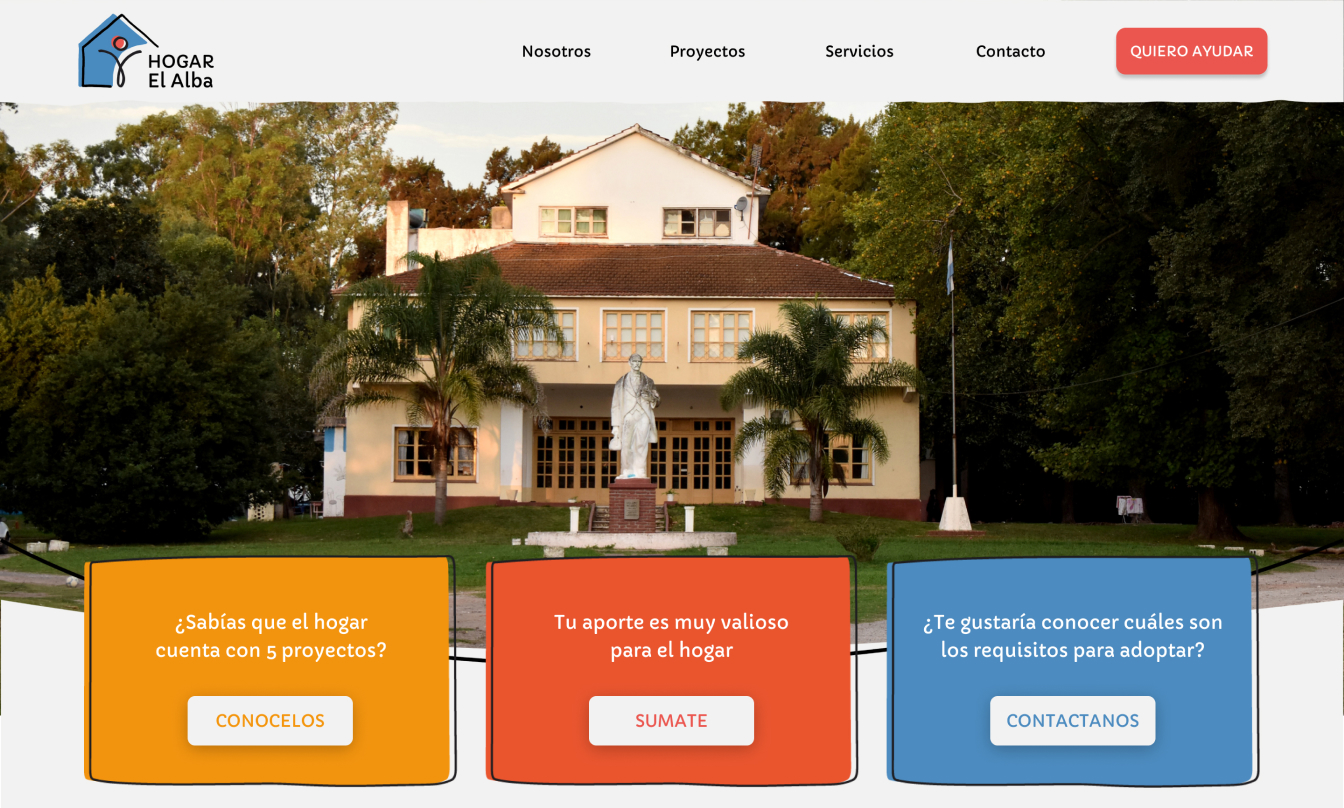 HOGAR
El Alba
Nosotros
Proyectos
Servicios
Contacto
QUIERO AYUDAR
¿Sabías que el hogar
cuenta con 5 proyectos?
CONOCELOS
Tu aporte es muy valioso
para el hogar
SUMATE
¿Te gustaría conocer cuáles son
los requisitos para adoptar?
CONTACTANOS